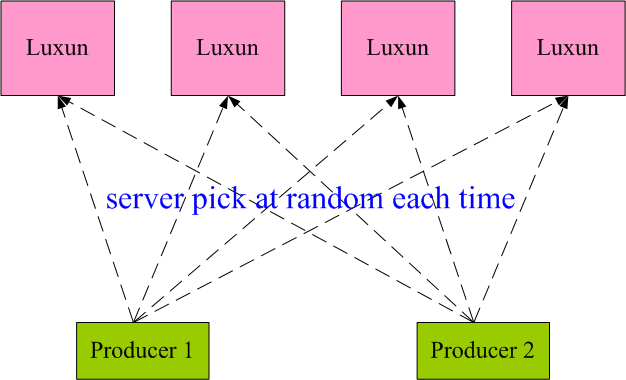 Luxun Luxun Luxun Luxun
server pick at random each time
Producer 1 Producer 2